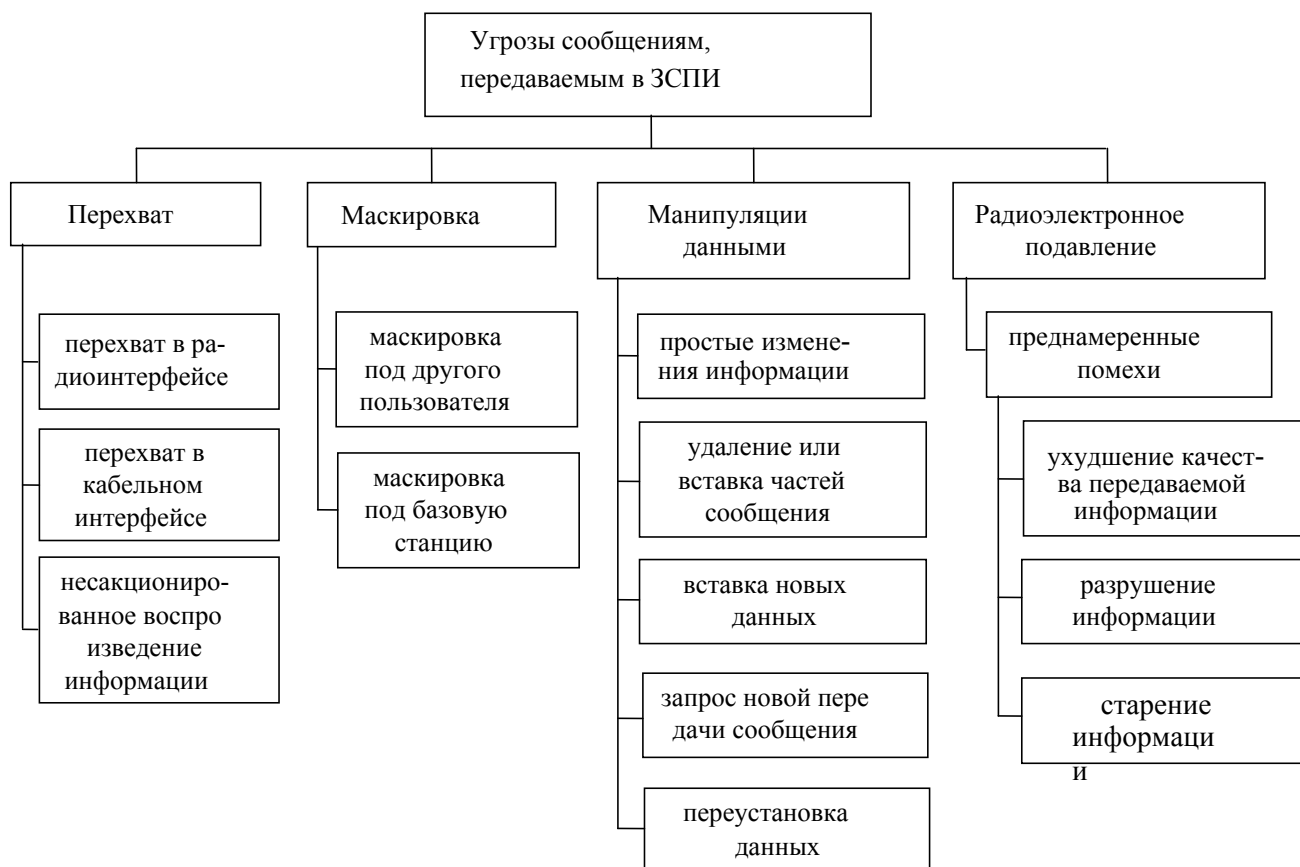 Угрозы сообщениям,
передаваемым в ЗСПИ
Перехват
перехват в ра-
диоинтерфейсе
перехват в
кабельном
интерфейсе
несакциониро-
ванное воспро
изведение
информации
Маскировка
маскировка
под другого
пользователя
маскировка
под базовую
станцию
Манипуляции
данными
простые измене-
ния информации
удаление или
вставка частей
сообщения
вставка новых
данных
запрос новой пере
дачи сообщения
переустановка
данных
Радиоэлектронное
подавление
преднамеренные
помехи
ухудшение качест-
ва передаваемой
информации
разрушение
информации
старение
информаци
и